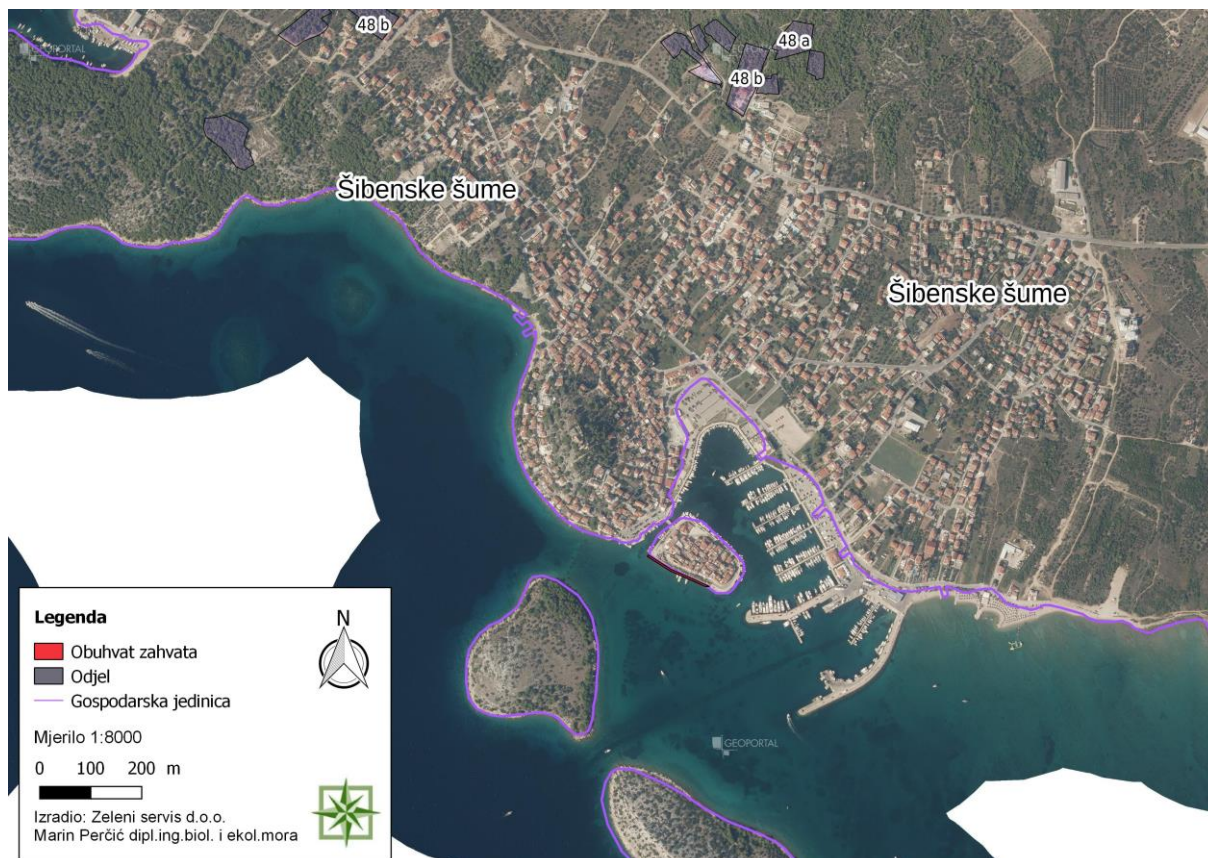 48 b
GEOPORTAL
GEOPORTAL
48 a
48 b
Šibenske šume
Šibenske šume
GEOPORTAL
Legenda
N
Obuhvat zahvata
Odjel
Gospodarska jedinica
Mjerilo 1:8000
0 100 200 m
Izradio: Zeleni servis d.o.o.
Marin Perčić dipl.ing.biol. i ekol.mora